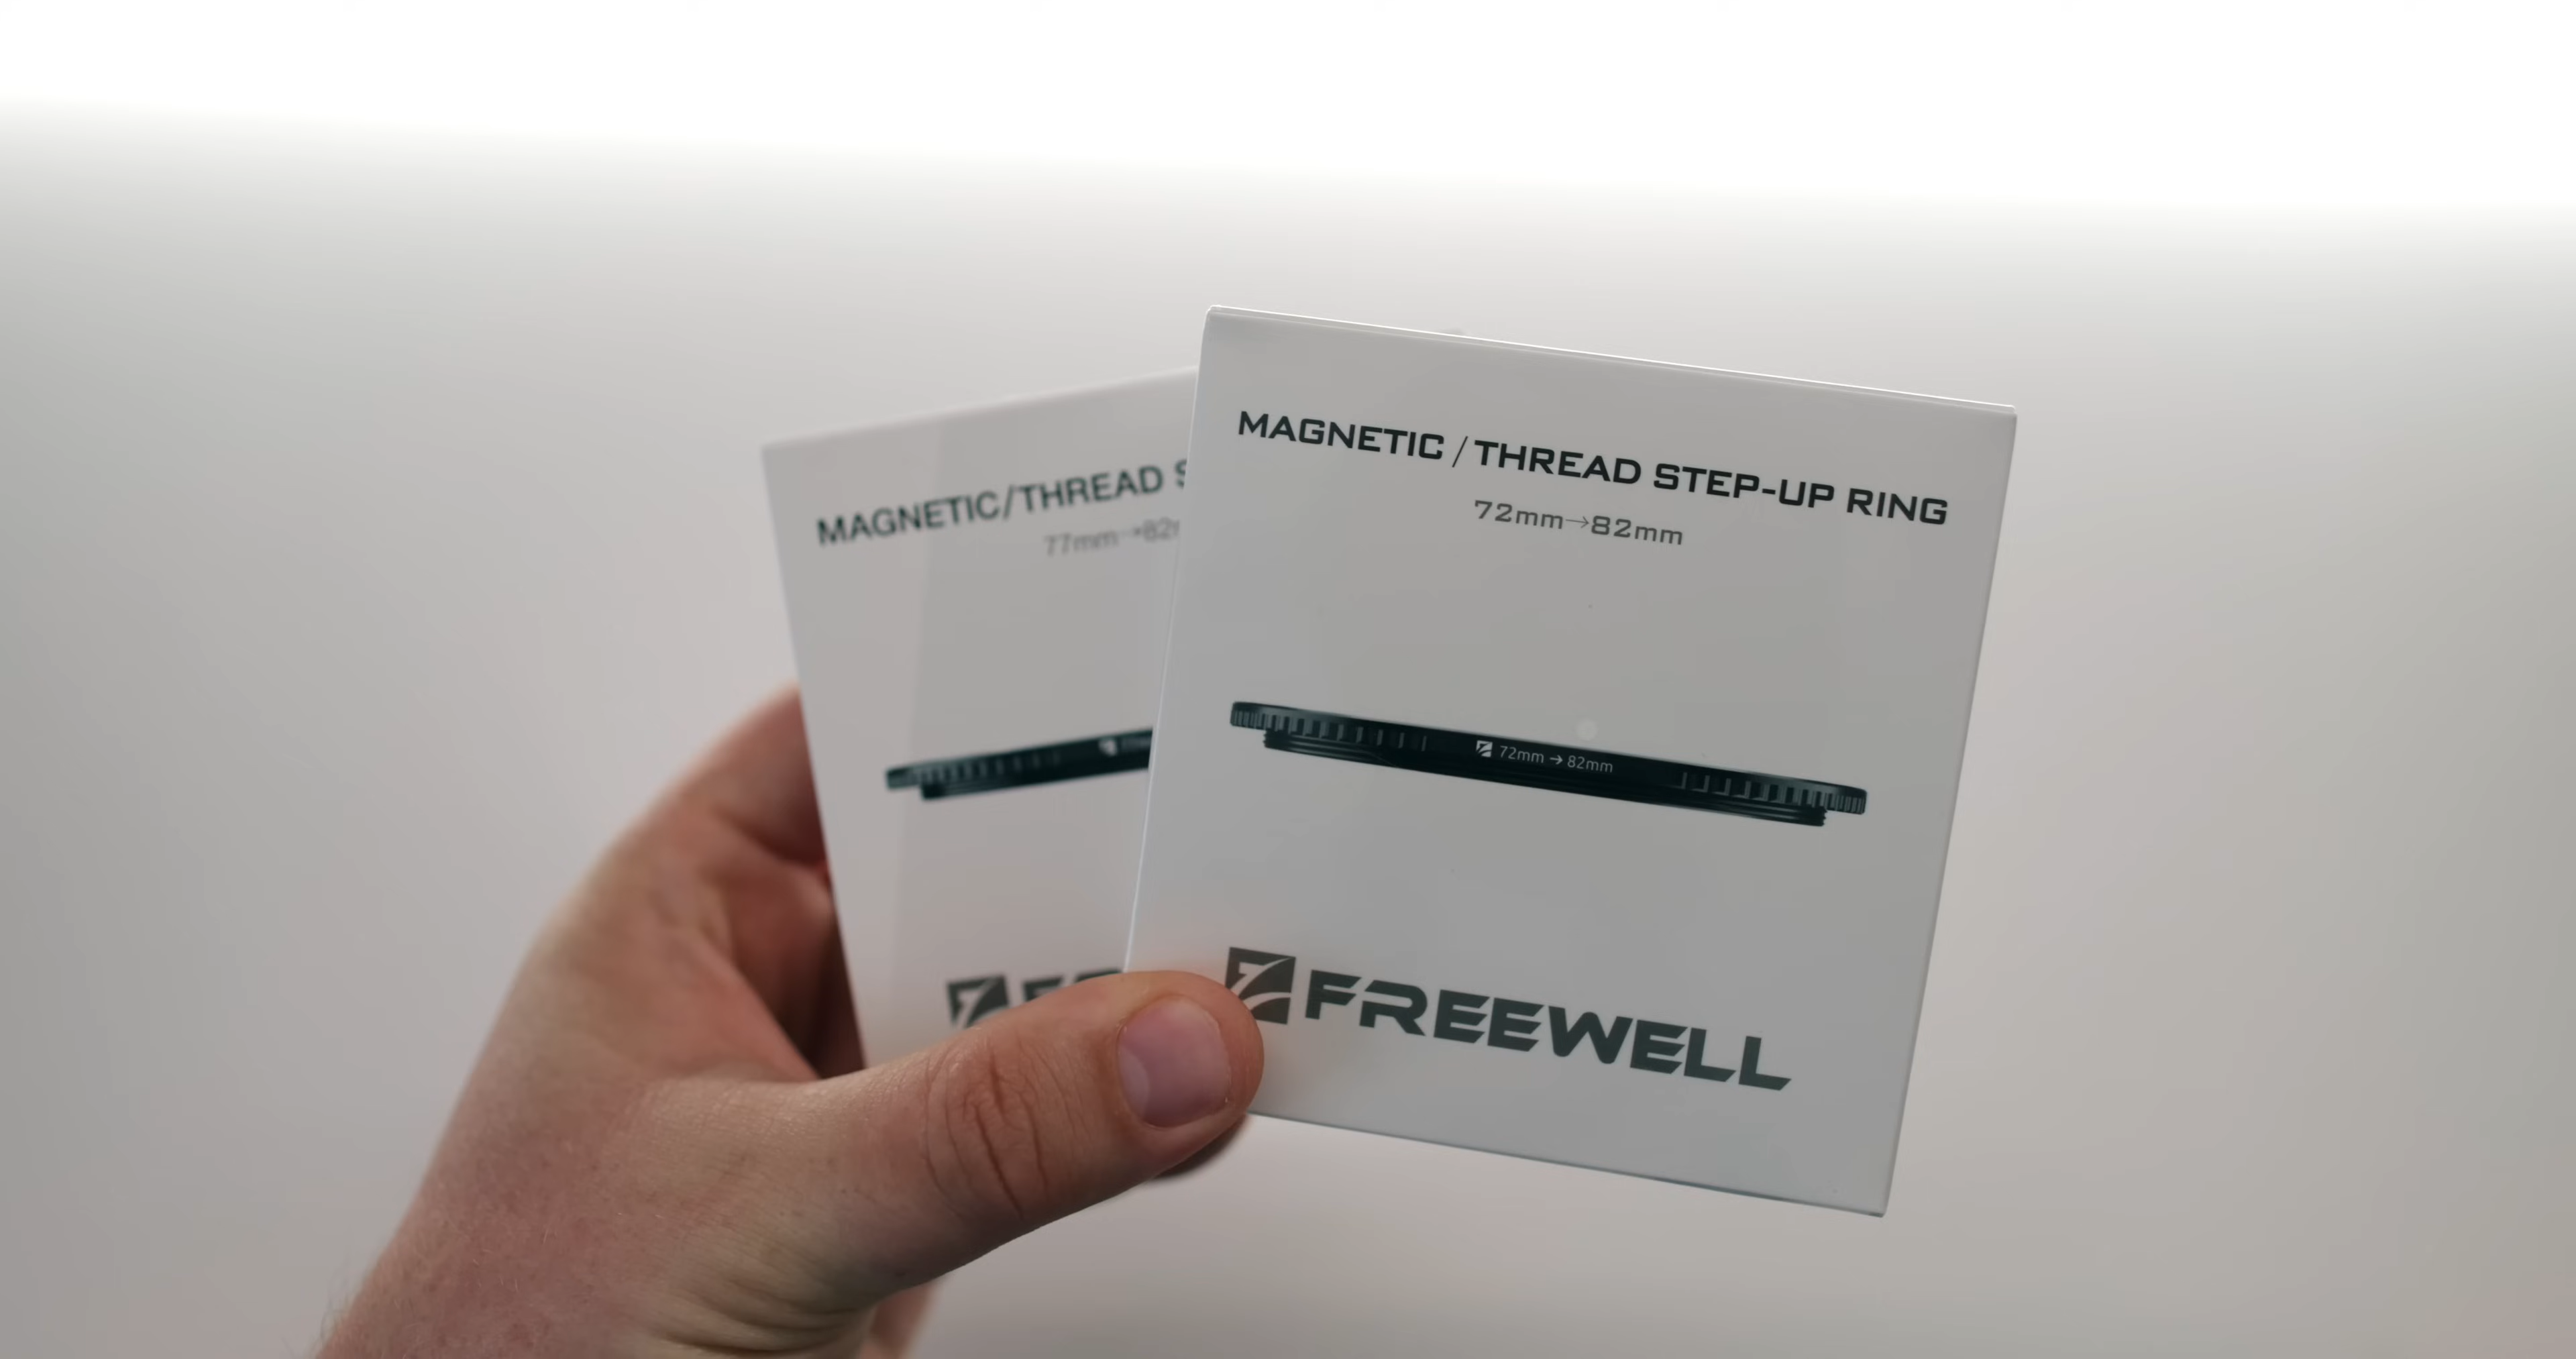 MAGNETIC/THREAD
77mm→82
MAGNETIC / THREAD STEP-UP RING
72mm→82mm
72mm → 82mm
FREEWELL